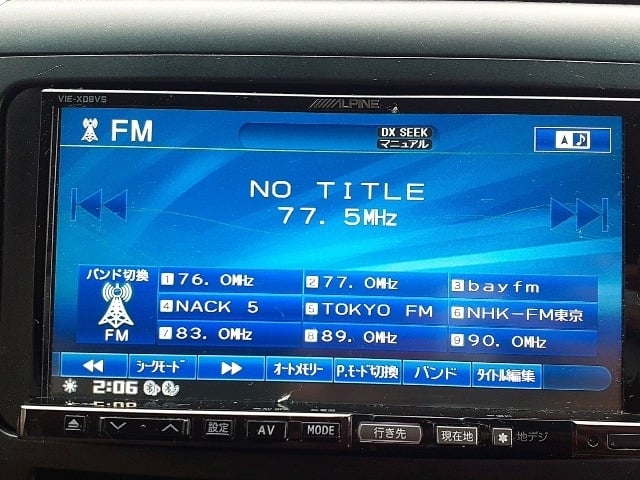 VIE-X08VS
ALPINE
FM
DX SEEK
マニュアル
NO TITLE
77.5MHz
バンド切換
FM
1 76.0MHz
2 77.0MHz
3 bayfm
4 NACK 5
5 TOKYO FM
6 NHK-FM東京
7 83.0MHz
8 89.0MHz
9 90.0MHz
シークモード
オートメモリー
P.モード切換
バンド
タイトル編集
2:06
設定
AV
MODE
行き先
現在地
地デジ